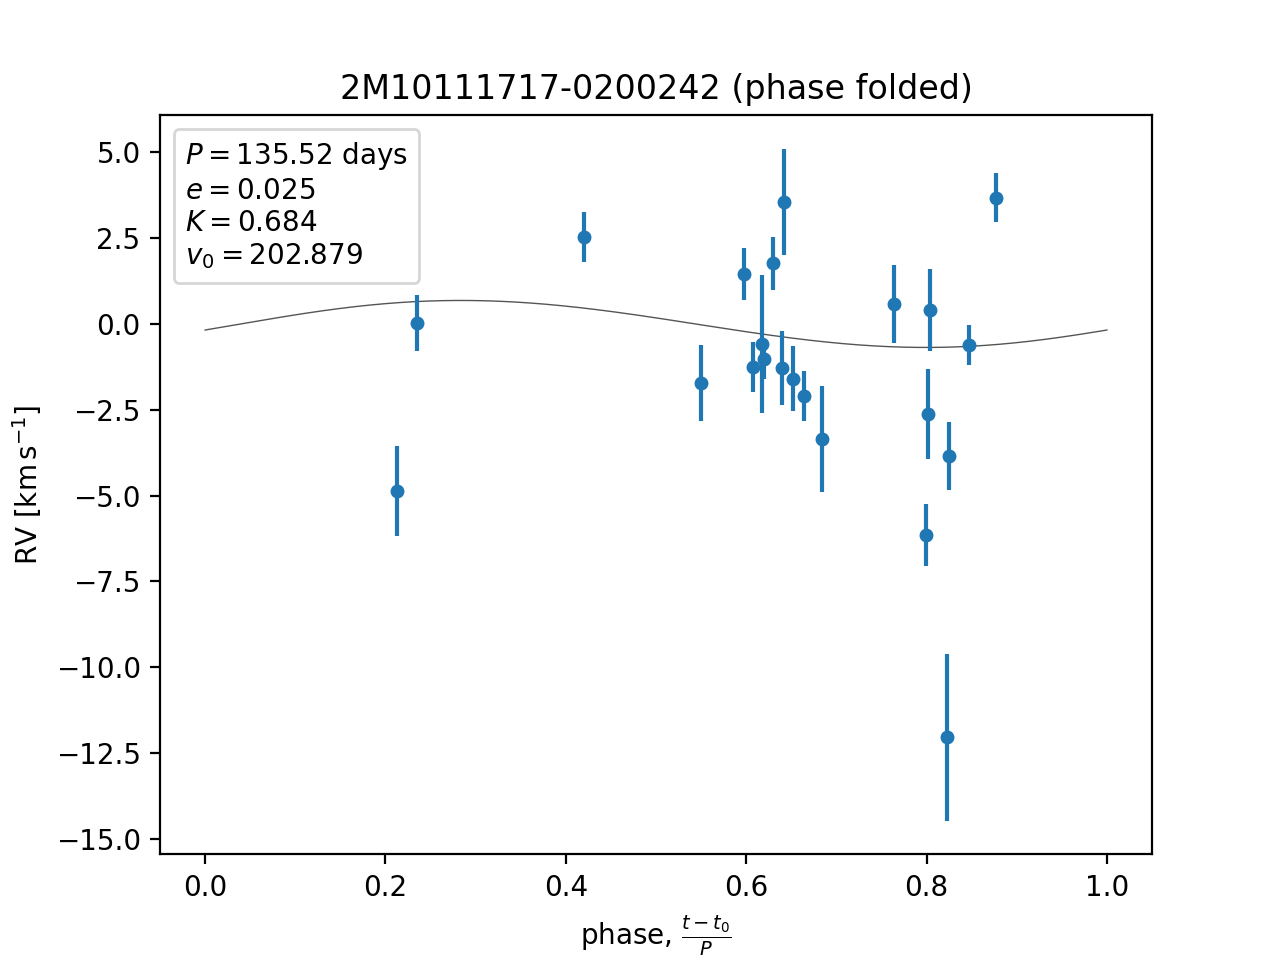 2M10111717-0200242 (phase folded)
P = 135.52 days
e = 0.025
K = 0.684
v₀ = 202.879
5.0
2.5
0.0
−2.5
−5.0
−7.5
−10.0
−12.5
−15.0
RV [km s⁻¹]
0.0 0.2 0.4 0.6 0.8 1.0
phase, (t − t₀)/P